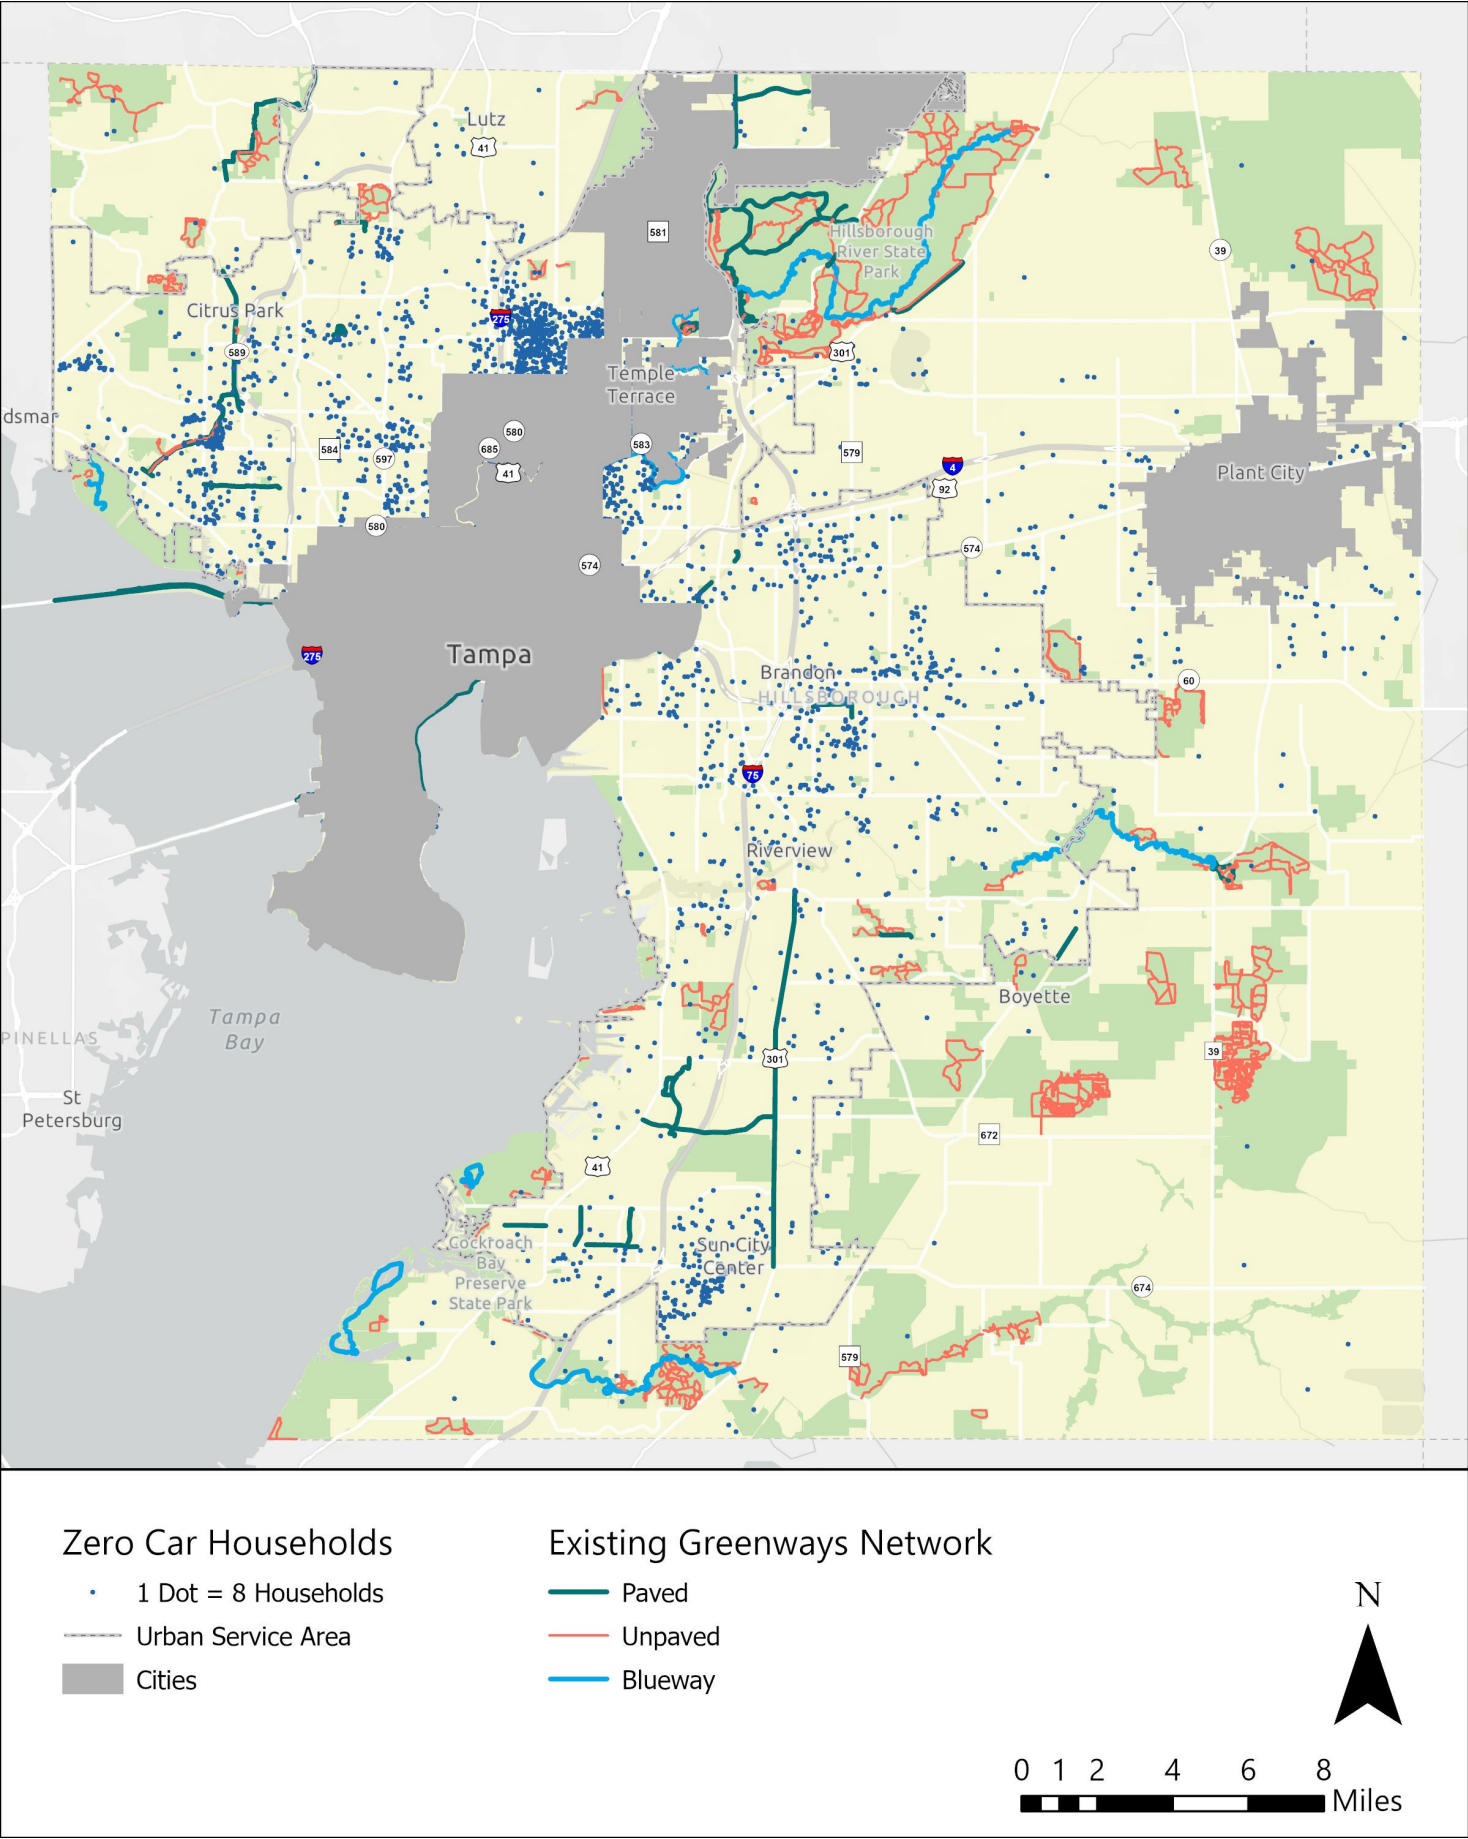 Lutz
41
581
Hillsborough
River State
Park
39
Citrus Park
275
589
301
Temple
Terrace
dsmar
580
583
584
685
597
41
579
4
92
Plant City
580
574
574
275
Tampa
Brandon
HILLSBOROUGH
60
75
Riverview
Boyette
Tampa
Bay
PINELLAS
301
39
St
Petersburg
672
41
Cockroach
Bay
Preserve
State Park
Sun City
Center
674
579
Zero Car Households
1 Dot = 8 Households
Urban Service Area
Cities
Existing Greenways Network
Paved
Unpaved
Blueway
N
0 1 2 4 6 8
Miles